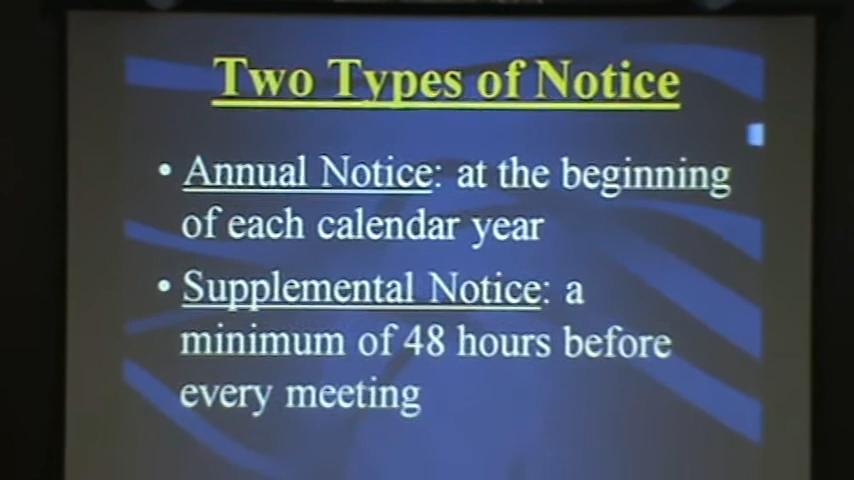 Two Types of Notice
• Annual Notice: at the beginning
of each calendar year
• Supplemental Notice: a
minimum of 48 hours before
every meeting